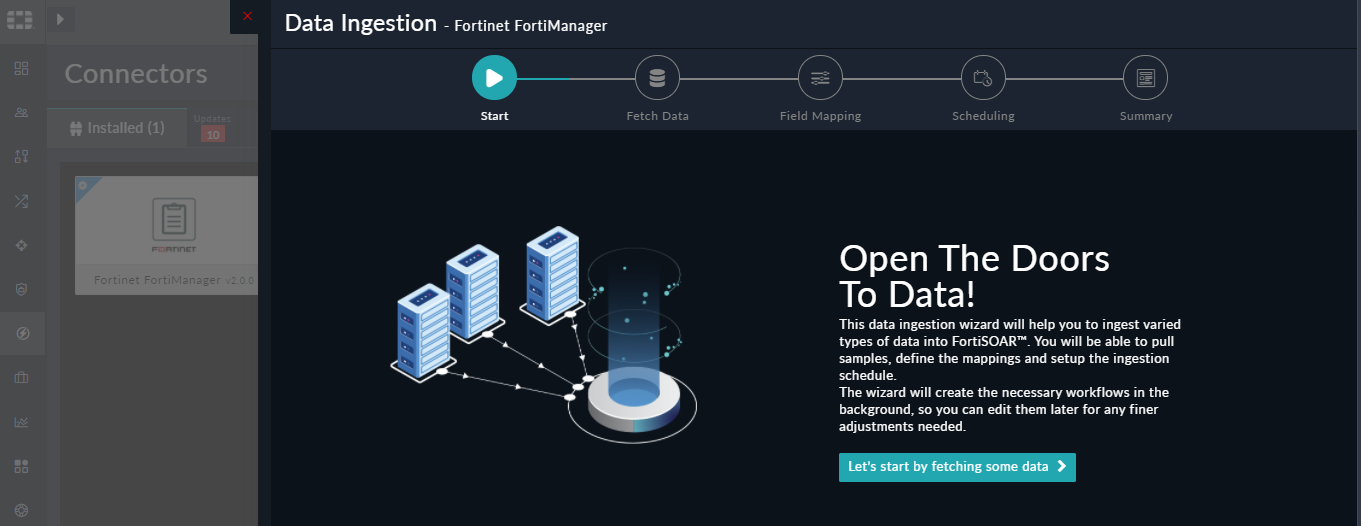 Data Ingestion - Fortinet FortiManager
Connectors
Installed (1)
Updates
10
Start
Fetch Data
Field Mapping
Scheduling
Summary
FORTINET
Fortinet FortiManager v2.0.0
Open The Doors
To Data!
This data ingestion wizard will help you to ingest varied
types of data into FortiSOAR™. You will be able to pull
samples, define the mappings and setup the ingestion
schedule.
The wizard will create the necessary workflows in the
background, so you can edit them later for any finer
adjustments needed.
Let's start by fetching some data